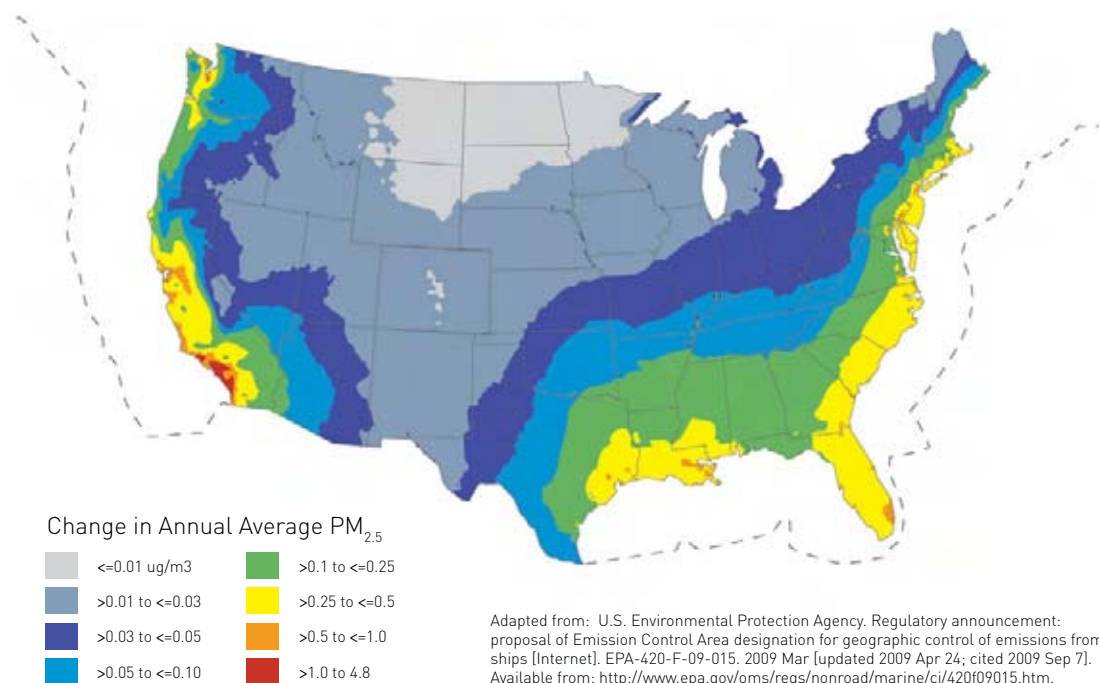 Change in Annual Average PM2.5
<=0.01 ug/m3
>0.01 to <=0.03
>0.03 to <=0.05
>0.05 to <=0.10
>0.1 to <=0.25
>0.25 to <=0.5
>0.5 to <=1.0
>1.0 to 4.8
Adapted from: U.S. Environmental Protection Agency. Regulatory announcement:
proposal of Emission Control Area designation for geographic control of emissions from
ships [Internet]. EPA-420-F-09-015. 2009 Mar [updated 2009 Apr 24; cited 2009 Sep 7].
Available from: http://www.epa.gov/oms/regs/nonroad/marine/ci/420f09015.htm.